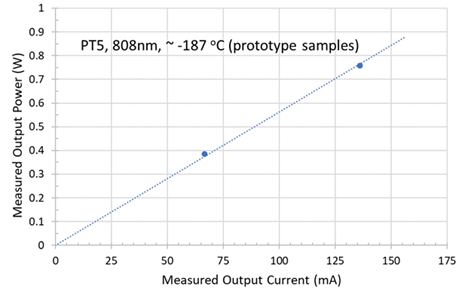 PT5, 808nm, ~ -187 °C (prototype samples)
Measured Output Power (W)
1
0.9
0.8
0.7
0.6
0.5
0.4
0.3
0.2
0.1
0
0 25 50 75 100 125 150 175
Measured Output Current (mA)